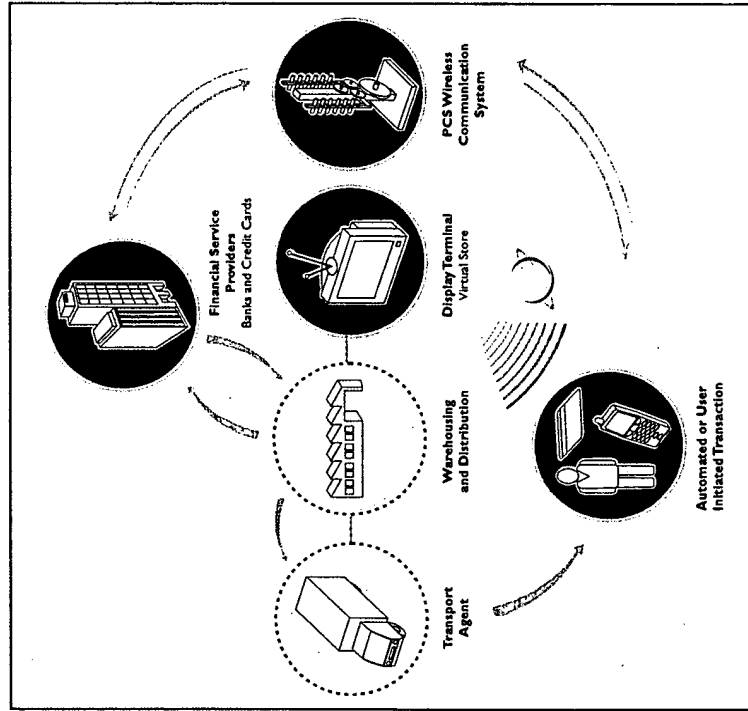 Financial Service
Providers
Banks and Credit Cards
PCS Wireless
Communication
System
Display Terminal
Virtual Store
Warehousing
and Distribution
Transport
Agent
Automated or User
Initiated Transaction